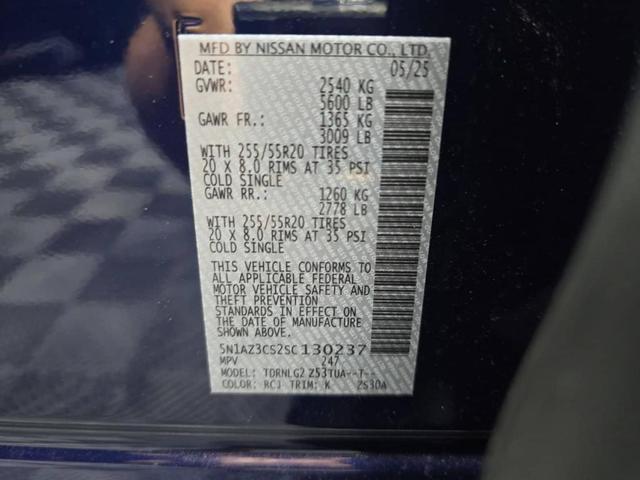 MFD BY NISSAN MOTOR CO., LTD.
DATE: 05/25
GVWR: 2540 KG
5600 LB
GAWR FR.: 1365 KG
3009 LB
WITH 255/55R20 TIRES
20 X 8.0 RIMS AT 35 PSI
COLD SINGLE
GAWR RR.: 1260 KG
2778 LB
WITH 255/55R20 TIRES
20 X 8.0 RIMS AT 35 PSI
COLD SINGLE
THIS VEHICLE CONFORMS TO
ALL APPLICABLE FEDERAL
MOTOR VEHICLE SAFETY AND
THEFT PREVENTION
STANDARDS IN EFFECT ON
THE DATE OF MANUFACTURE
SHOWN ABOVE.
5N1AZ3CS2SC130237
MPV 247
MODEL: TDRNLG2 Z53TUA--T--
COLOR: RCJ TRIM: K ZS30A